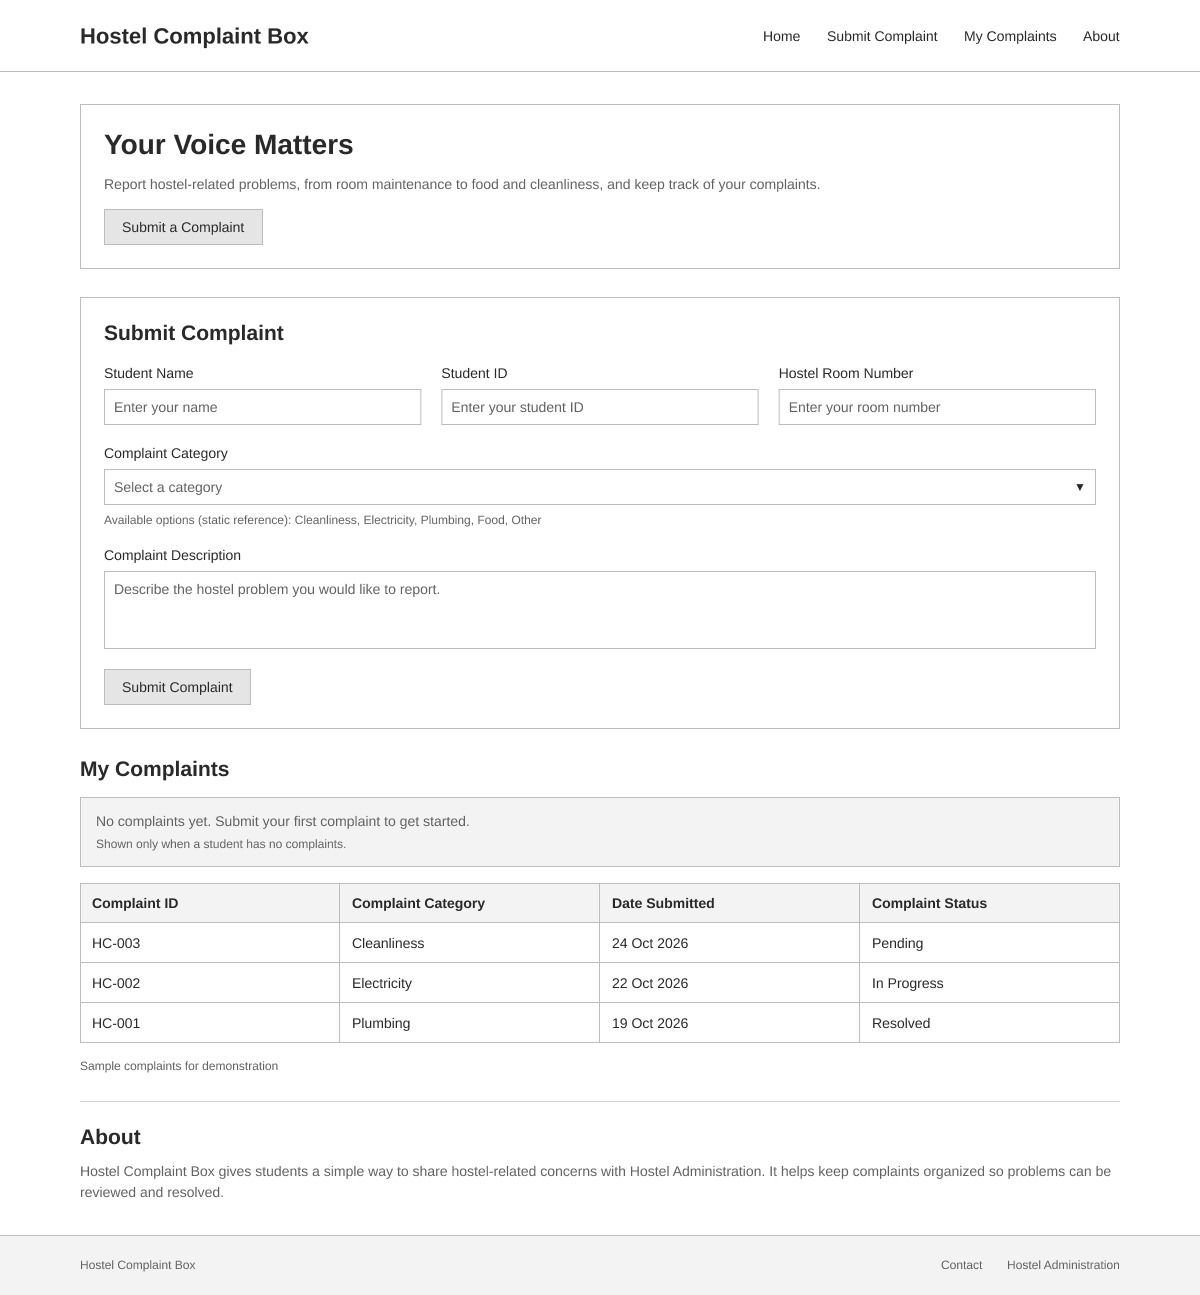 Hostel Complaint Box
Home Submit Complaint My Complaints About
Your Voice Matters
Report hostel-related problems, from room maintenance to food and cleanliness, and keep track of your complaints.
Submit a Complaint
Submit Complaint
Student Name Student ID Hostel Room Number
Enter your name Enter your student ID Enter your room number
Complaint Category
Select a category ▼
Available options (static reference): Cleanliness, Electricity, Plumbing, Food, Other
Complaint Description
Describe the hostel problem you would like to report.
Submit Complaint
My Complaints
No complaints yet. Submit your first complaint to get started.
Shown only when a student has no complaints.
Complaint ID Complaint Category Date Submitted Complaint Status
HC-003 Cleanliness 24 Oct 2026 Pending
HC-002 Electricity 22 Oct 2026 In Progress
HC-001 Plumbing 19 Oct 2026 Resolved
Sample complaints for demonstration
About
Hostel Complaint Box gives students a simple way to share hostel-related concerns with Hostel Administration. It helps keep complaints organized so problems can be
reviewed and resolved.
Hostel Complaint Box Contact Hostel Administration